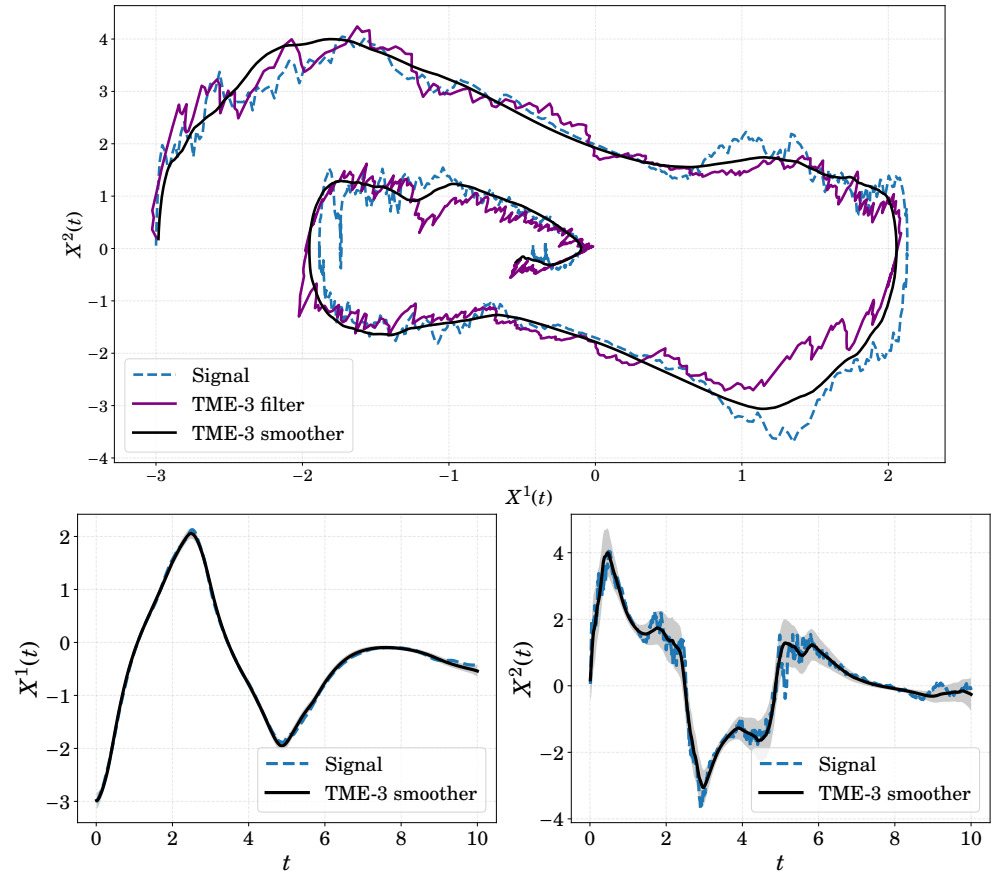 4
3
2
1
0
−1
−2
−3
−4
X²(t)
Signal
TME-3 filter
TME-3 smoother
−3 −2 −1 0 1 2
X¹(t)
2
1
0
−1
−2
−3
X¹(t)
Signal
TME-3 smoother
0 2 4 6 8 10
t
4
2
0
−2
−4
X²(t)
Signal
TME-3 smoother
0 2 4 6 8 10
t